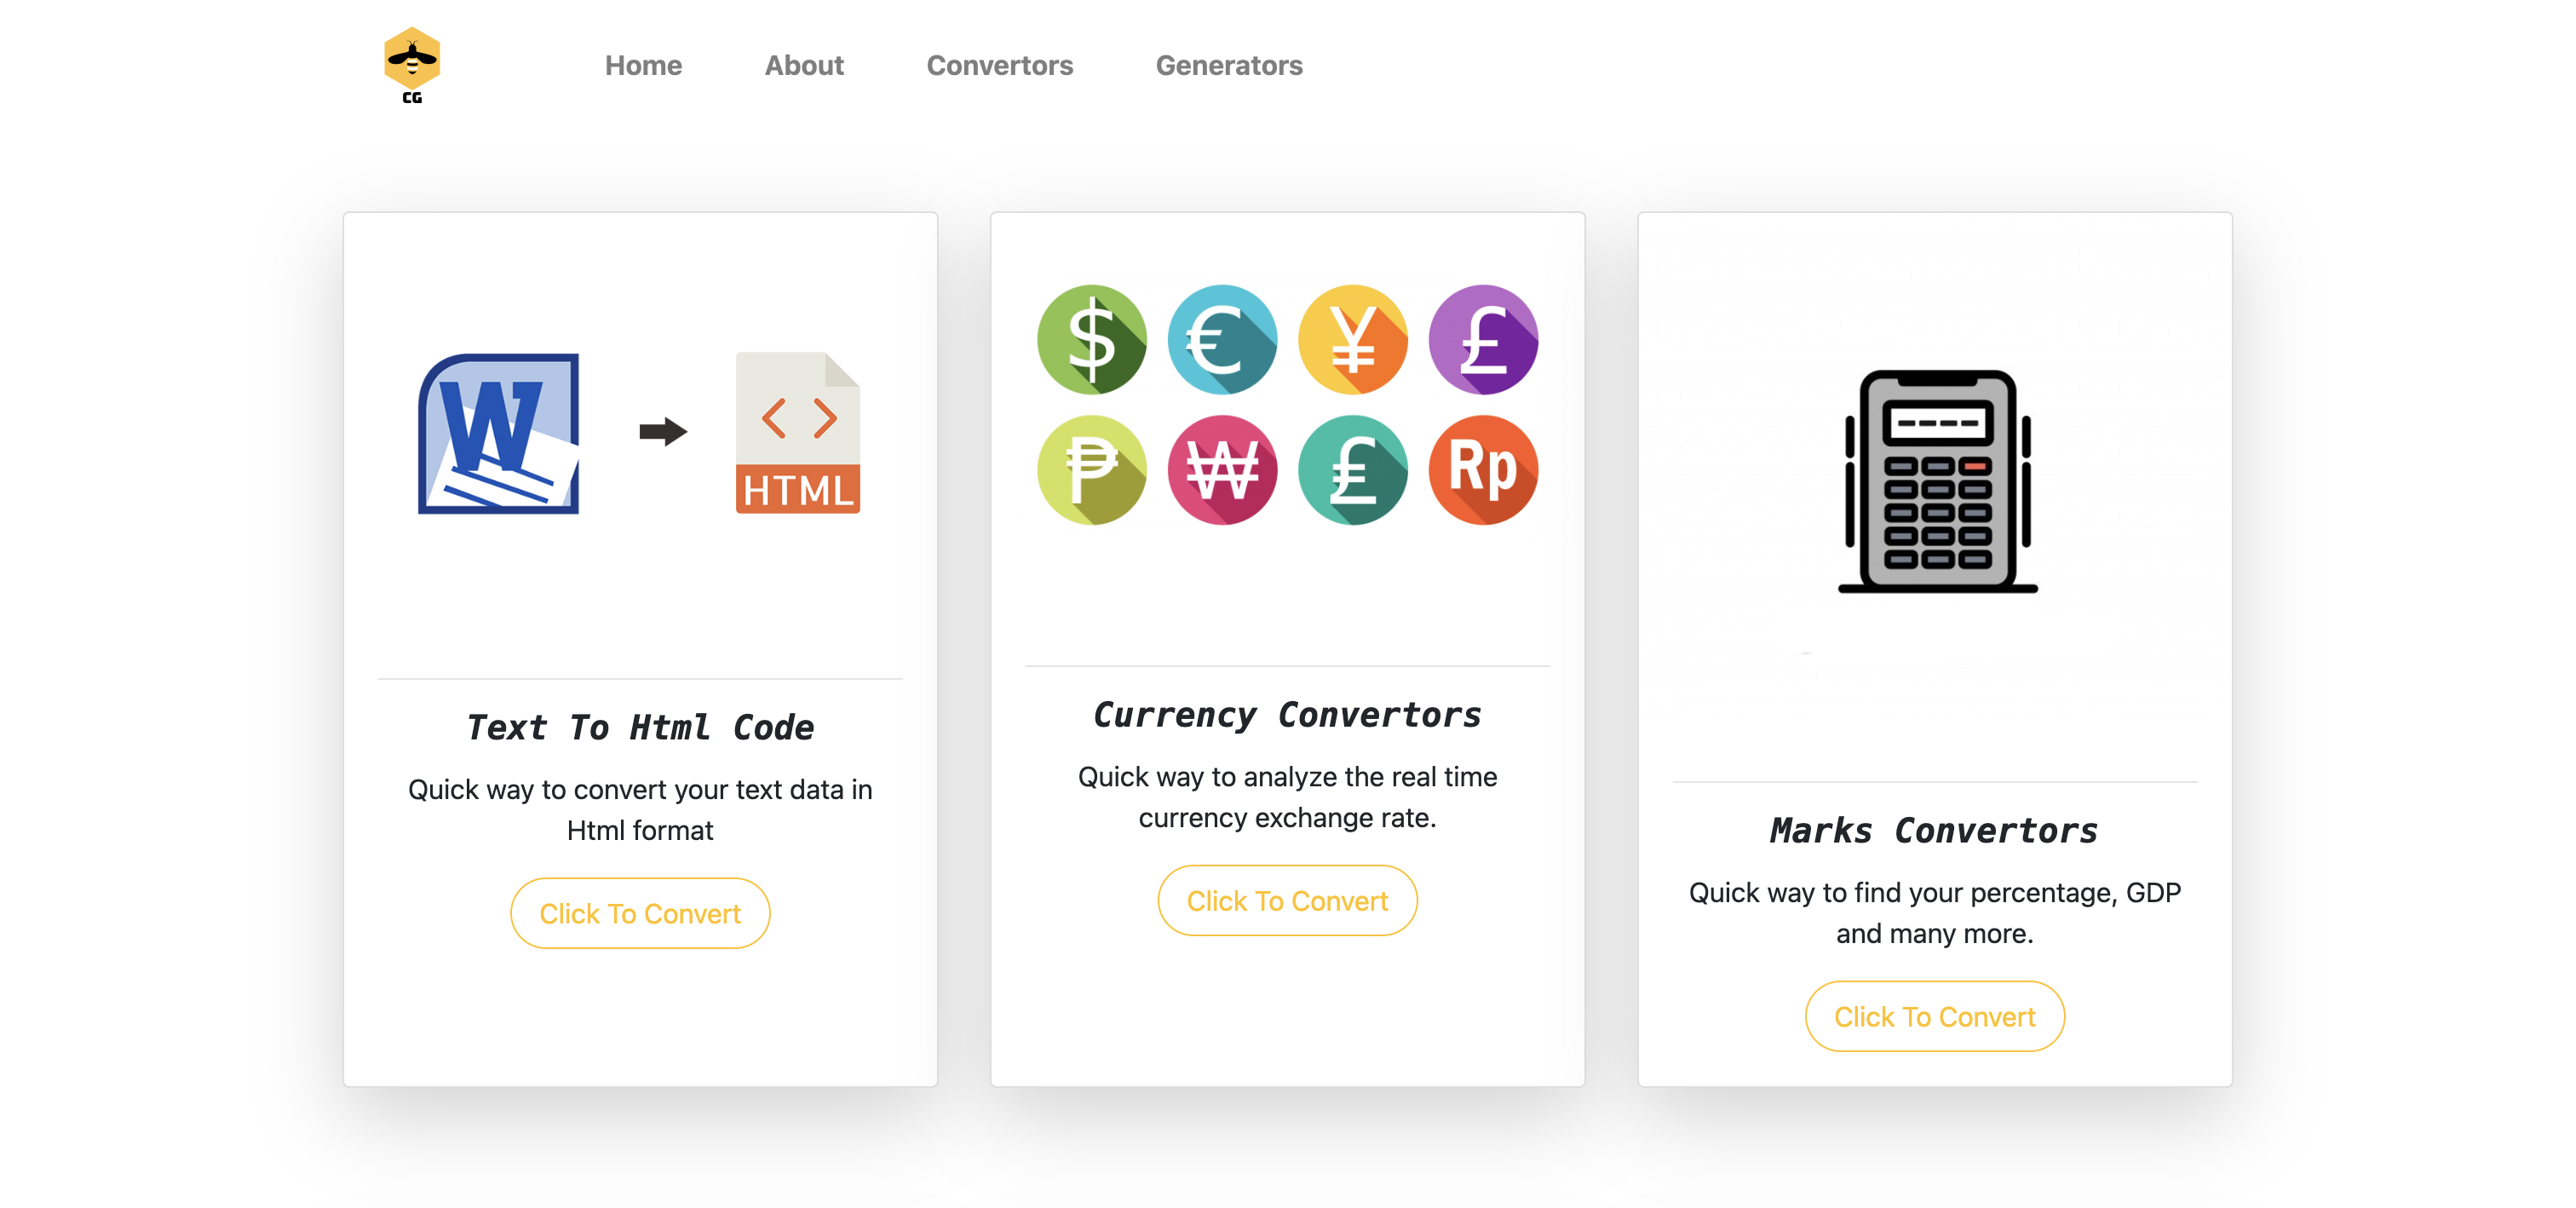 CG
Home
About
Convertors
Generators
W
HTML
Text To Html Code
Quick way to convert your text data in
Html format
Click To Convert
$ € ¥ £
₱ ₩ £ Rp
Currency Convertors
Quick way to analyze the real time
currency exchange rate.
Click To Convert
Marks Convertors
Quick way to find your percentage, GDP
and many more.
Click To Convert